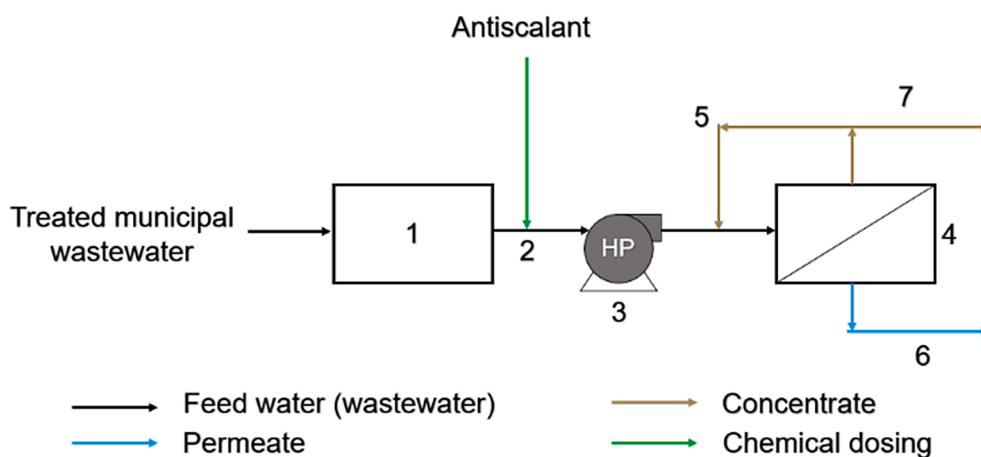 Antiscalant
7
5
Treated municipal
wastewater
1
2
HP
3
4
6
Feed water (wastewater)
Concentrate
Permeate
Chemical dosing